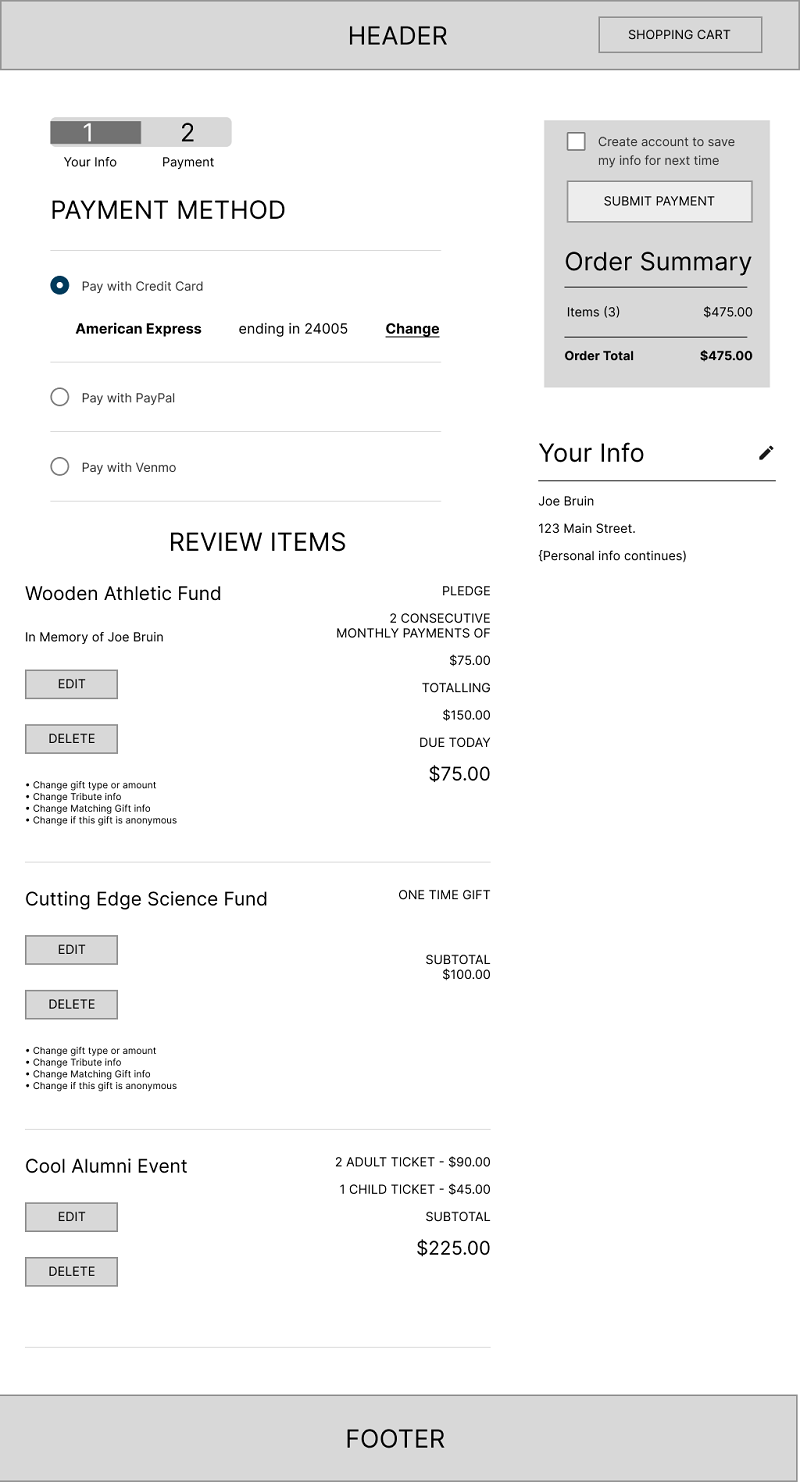 HEADER
SHOPPING CART
1
2
Your Info
Payment
PAYMENT METHOD
Pay with Credit Card
American Express ending in 24005 Change
Pay with PayPal
Pay with Venmo
Create account to save
my info for next time
SUBMIT PAYMENT
Order Summary
Items (3) $475.00
Order Total $475.00
Your Info
Joe Bruin
123 Main Street.
{Personal info continues)
REVIEW ITEMS
Wooden Athletic Fund
In Memory of Joe Bruin
EDIT
DELETE
• Change gift type or amount
• Change Tribute info
• Change Matching Gift info
• Change if this gift is anonymous
PLEDGE
2 CONSECUTIVE
MONTHLY PAYMENTS OF
$75.00
TOTALLING
$150.00
DUE TODAY
$75.00
Cutting Edge Science Fund
EDIT
DELETE
• Change gift type or amount
• Change Tribute info
• Change Matching Gift info
• Change if this gift is anonymous
ONE TIME GIFT
SUBTOTAL
$100.00
Cool Alumni Event
EDIT
DELETE
2 ADULT TICKET - $90.00
1 CHILD TICKET - $45.00
SUBTOTAL
$225.00
FOOTER